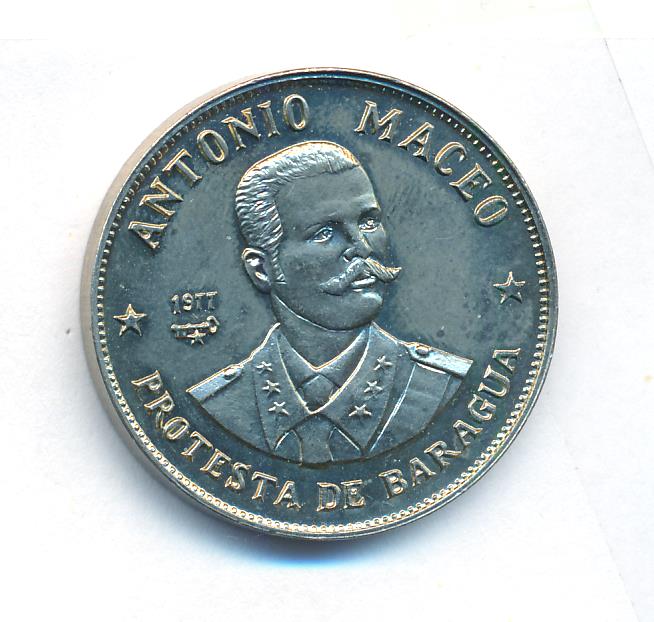 ANTONIO MACEO
1977
PROTESTA DE BARAGUA